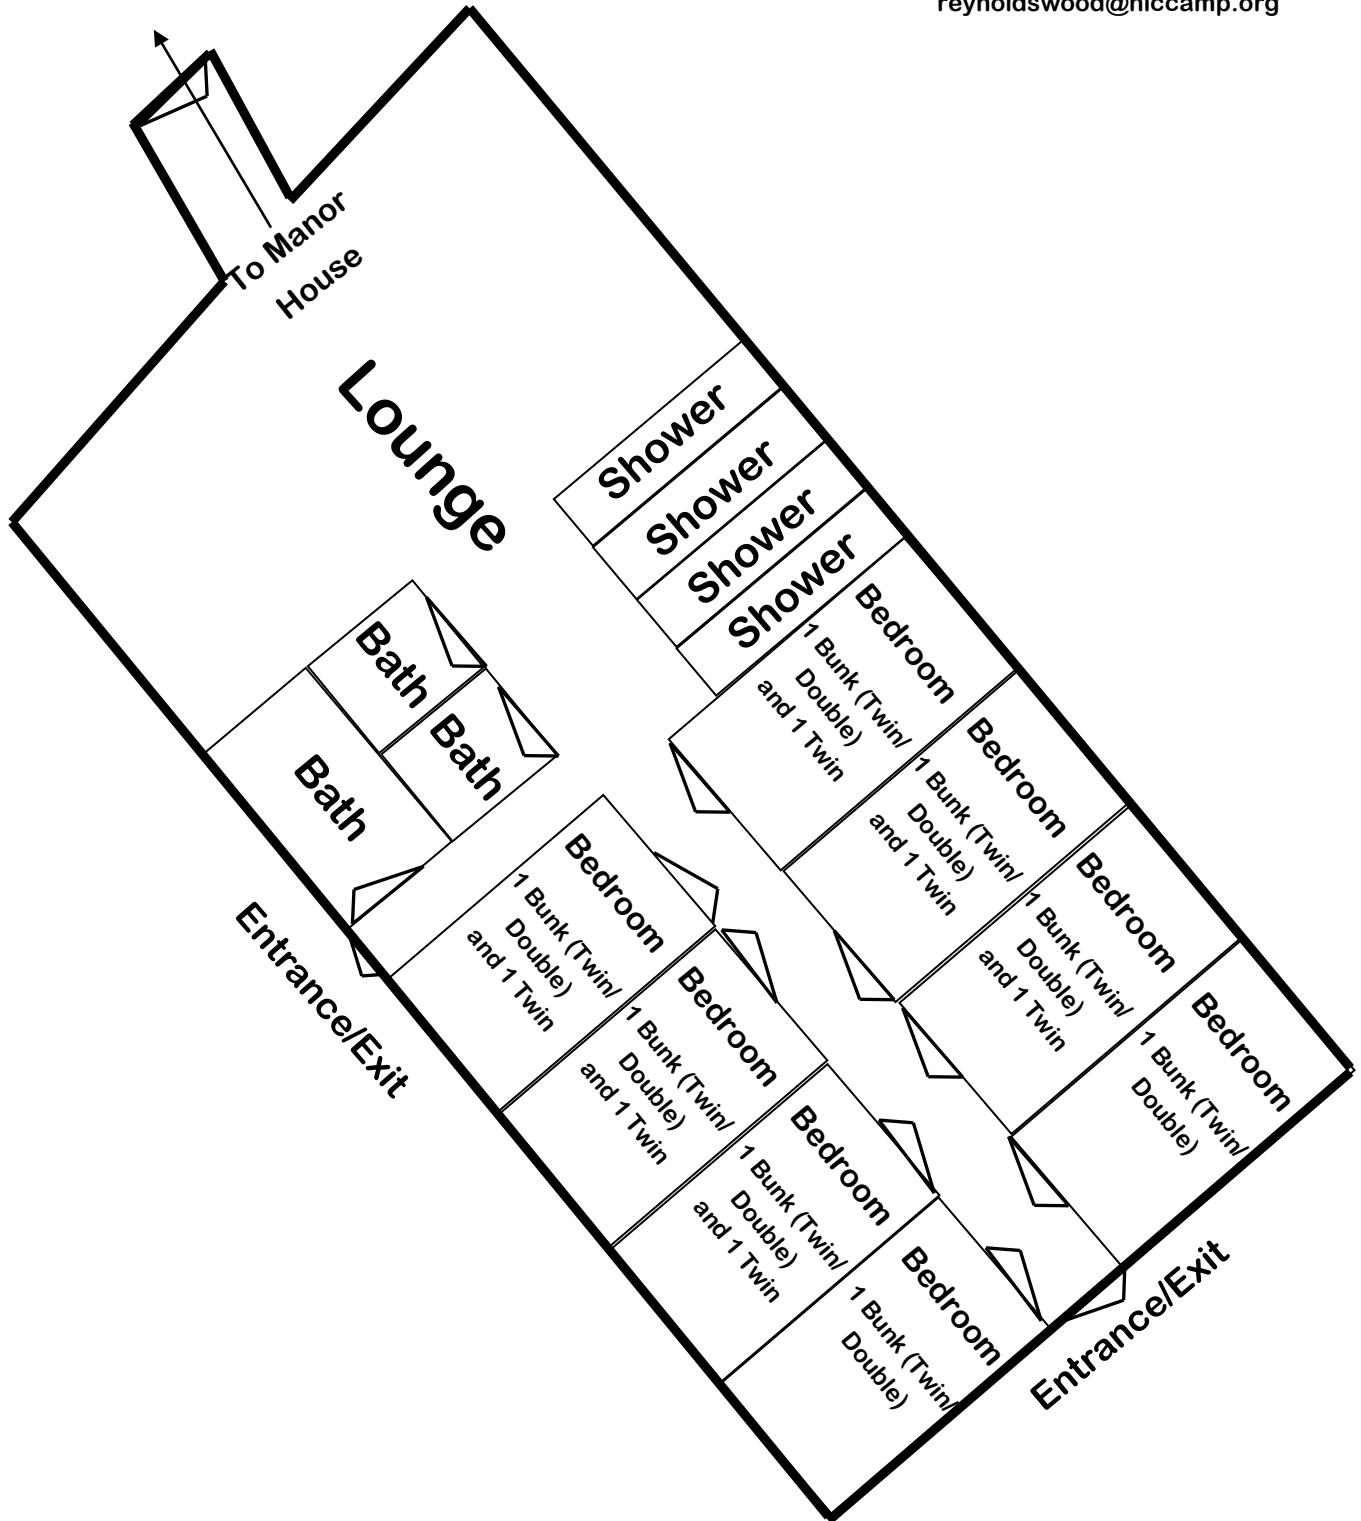 reynoldswood@niccamp.org
To Manor
House
Lounge
Shower
Shower
Shower
Shower
Bath
Bath
Bath
Bedroom
1 Bunk (Twin/
Double)
and 1 Twin
Bedroom
1 Bunk (Twin/
Double)
and 1 Twin
Bedroom
1 Bunk (Twin/
Double)
and 1 Twin
Bedroom
1 Bunk (Twin/
Double)
Bedroom
1 Bunk (Twin/
Double)
and 1 Twin
Bedroom
1 Bunk (Twin/
Double)
and 1 Twin
Bedroom
1 Bunk (Twin/
Double)
and 1 Twin
Bedroom
1 Bunk (Twin/
Double)
Entrance/Exit
Entrance/Exit